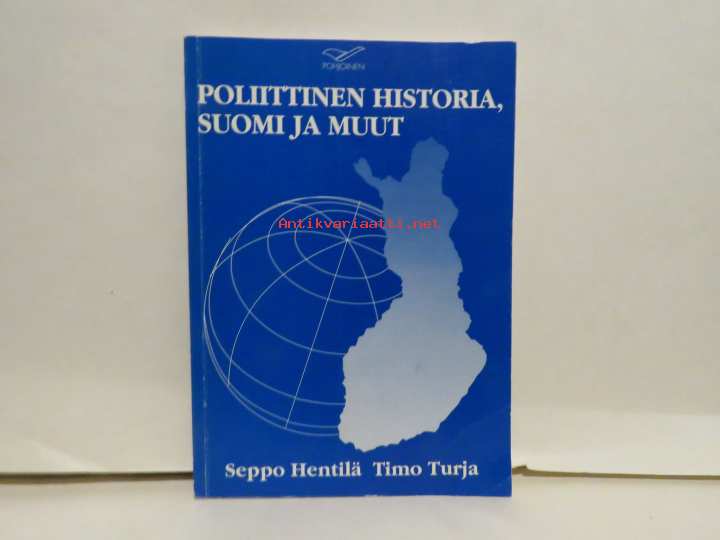 POHJOINEN
POLIITTINEN HISTORIA,
SUOMI JA MUUT
Antikvariaatti.net
Seppo Hentilä Timo Turja